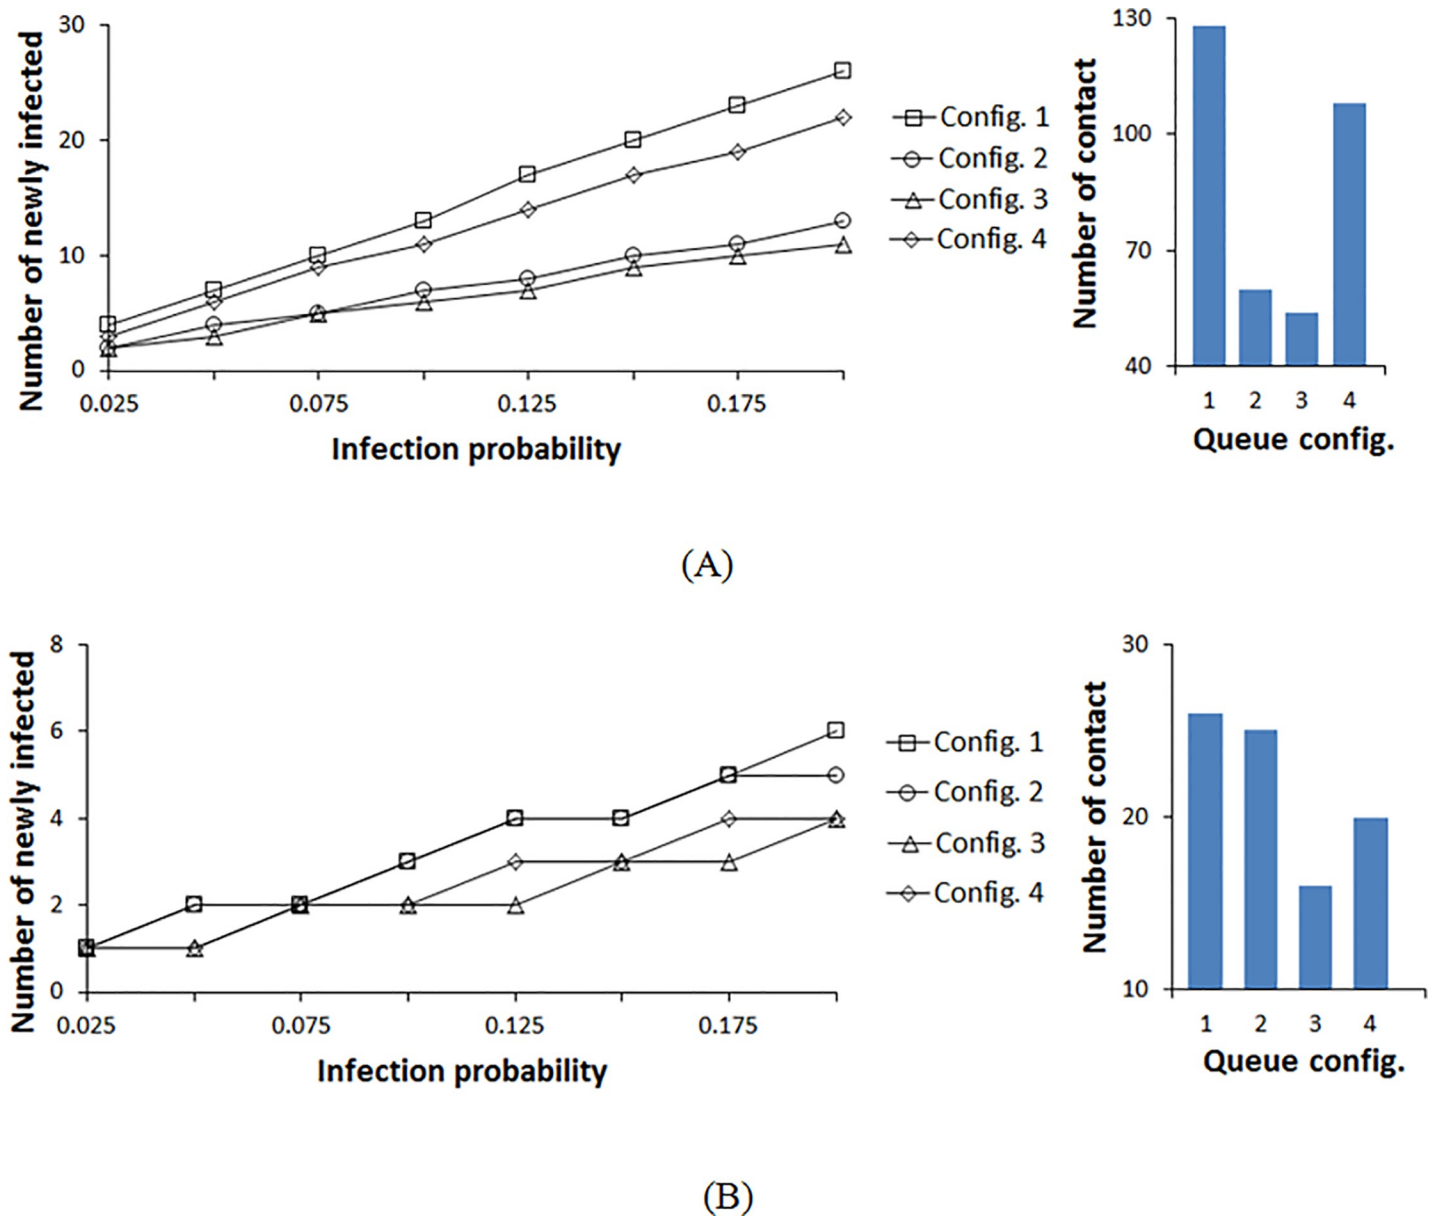 Number of newly infected
30
20
10
0
0.025 0.075 0.125 0.175
Infection probability
Config. 1
Config. 2
Config. 3
Config. 4
Number of contact
130
100
70
40
1 2 3 4
Queue config.
(A)
Number of newly infected
8
6
4
2
0
0.025 0.075 0.125 0.175
Infection probability
Config. 1
Config. 2
Config. 3
Config. 4
Number of contact
30
20
10
1 2 3 4
Queue config.
(B)